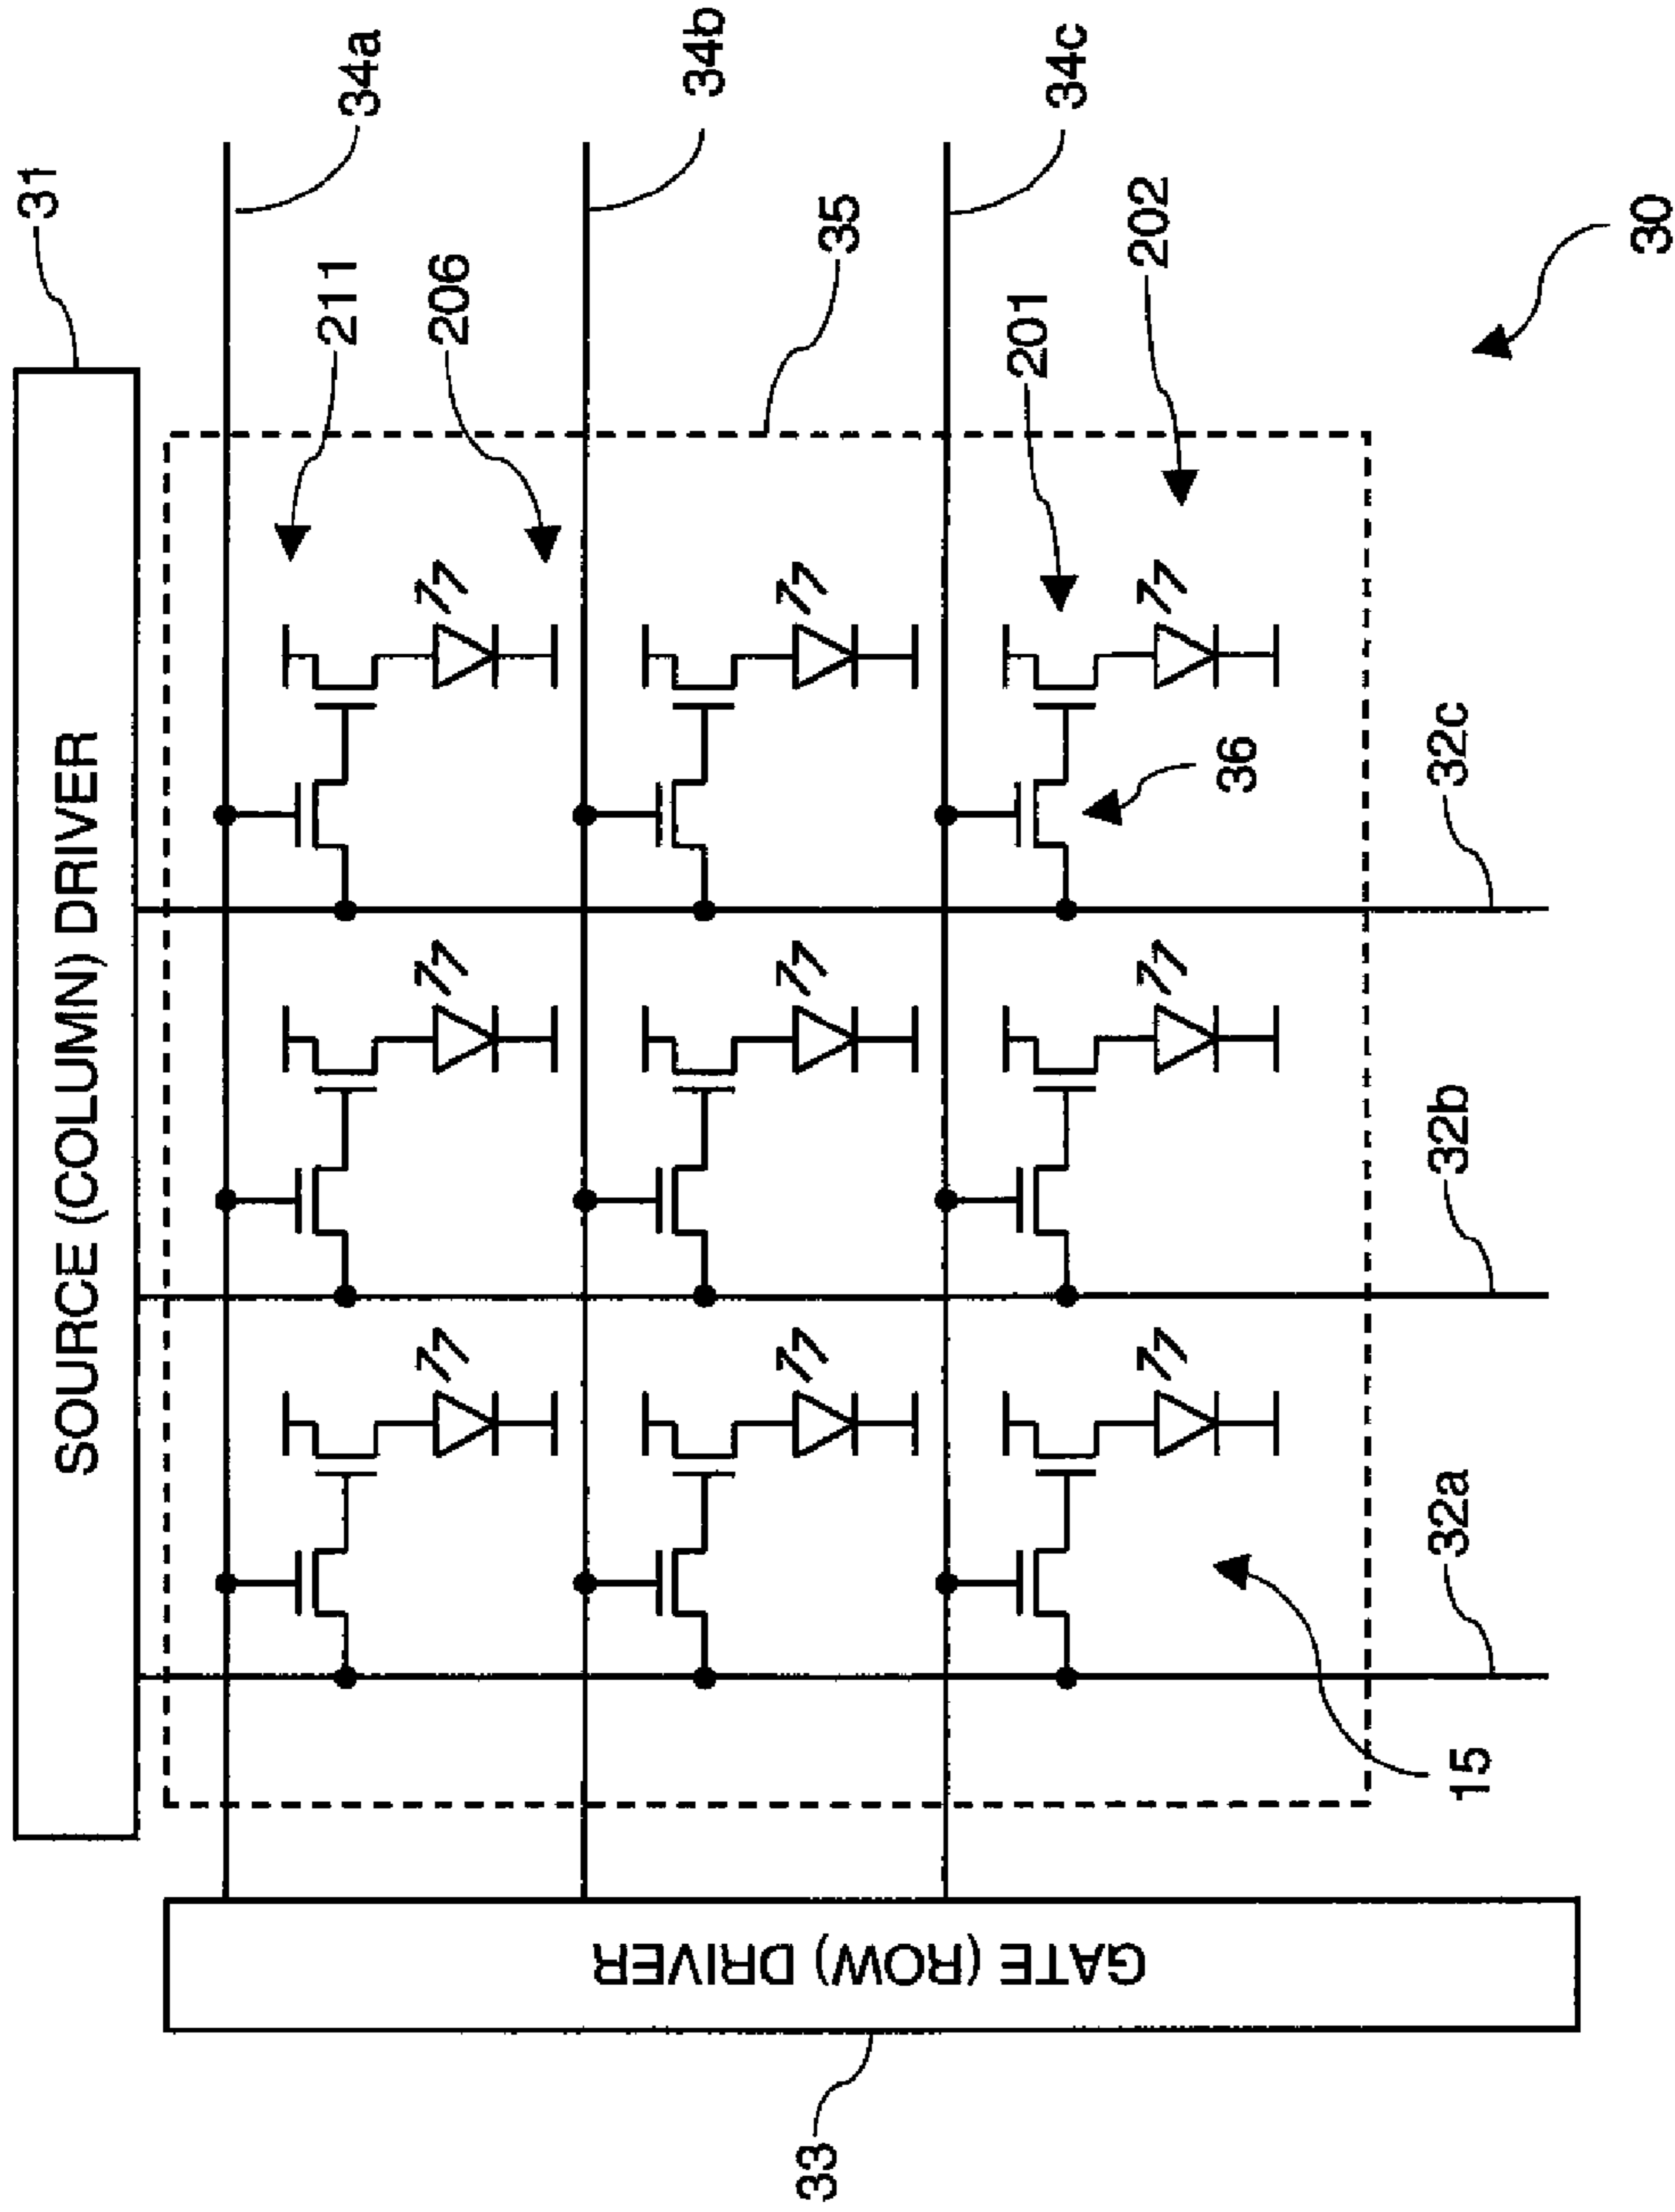 31
SOURCE (COLUMN) DRIVER
34a
34b
34c
211
206
35
201
202
30
36
32c
32b
32a
15
GATE (ROW) DRIVER
33